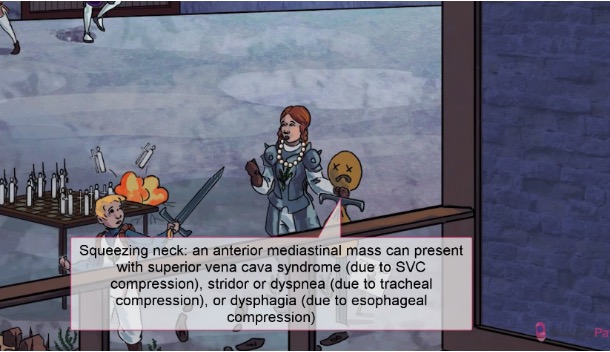 Squeezing neck: an anterior mediastinal mass can present
with superior vena cava syndrome (due to SVC
compression), stridor or dyspnea (due to tracheal
compression), or dysphagia (due to esophageal
compression)
Pa